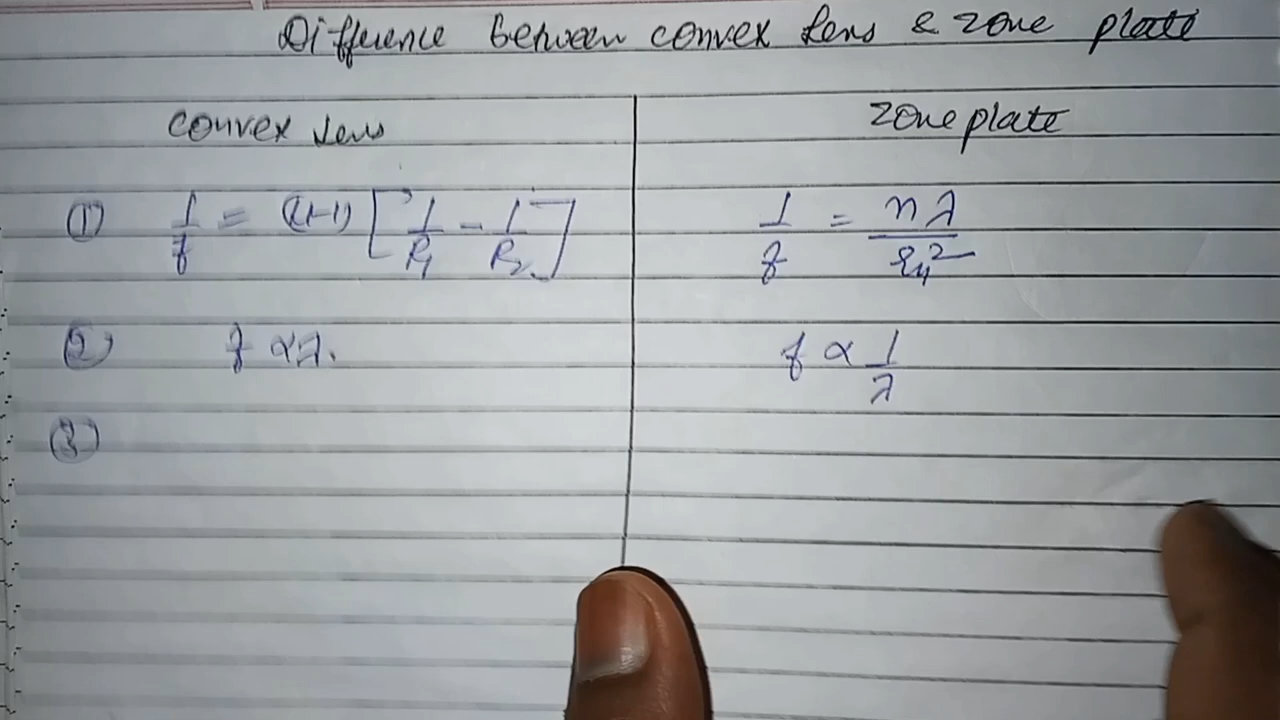 Difference between convex lens & zone plate
convex lens
zone plate
(1) 1/f = (μ-1) [1/R1 - 1/R2]
1/f = nλ/rn²
(2) f ∝ λ.
f ∝ 1/λ
(3)